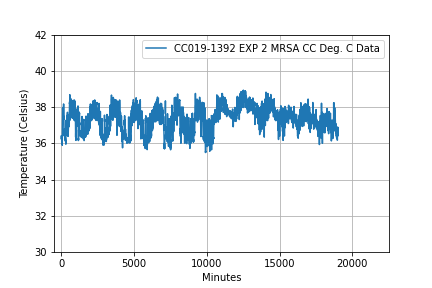 CC019-1392 EXP 2 MRSA CC Deg. C Data
42
40
38
36
34
32
30
Temperature (Celsius)
0 5000 10000 15000 20000
Minutes